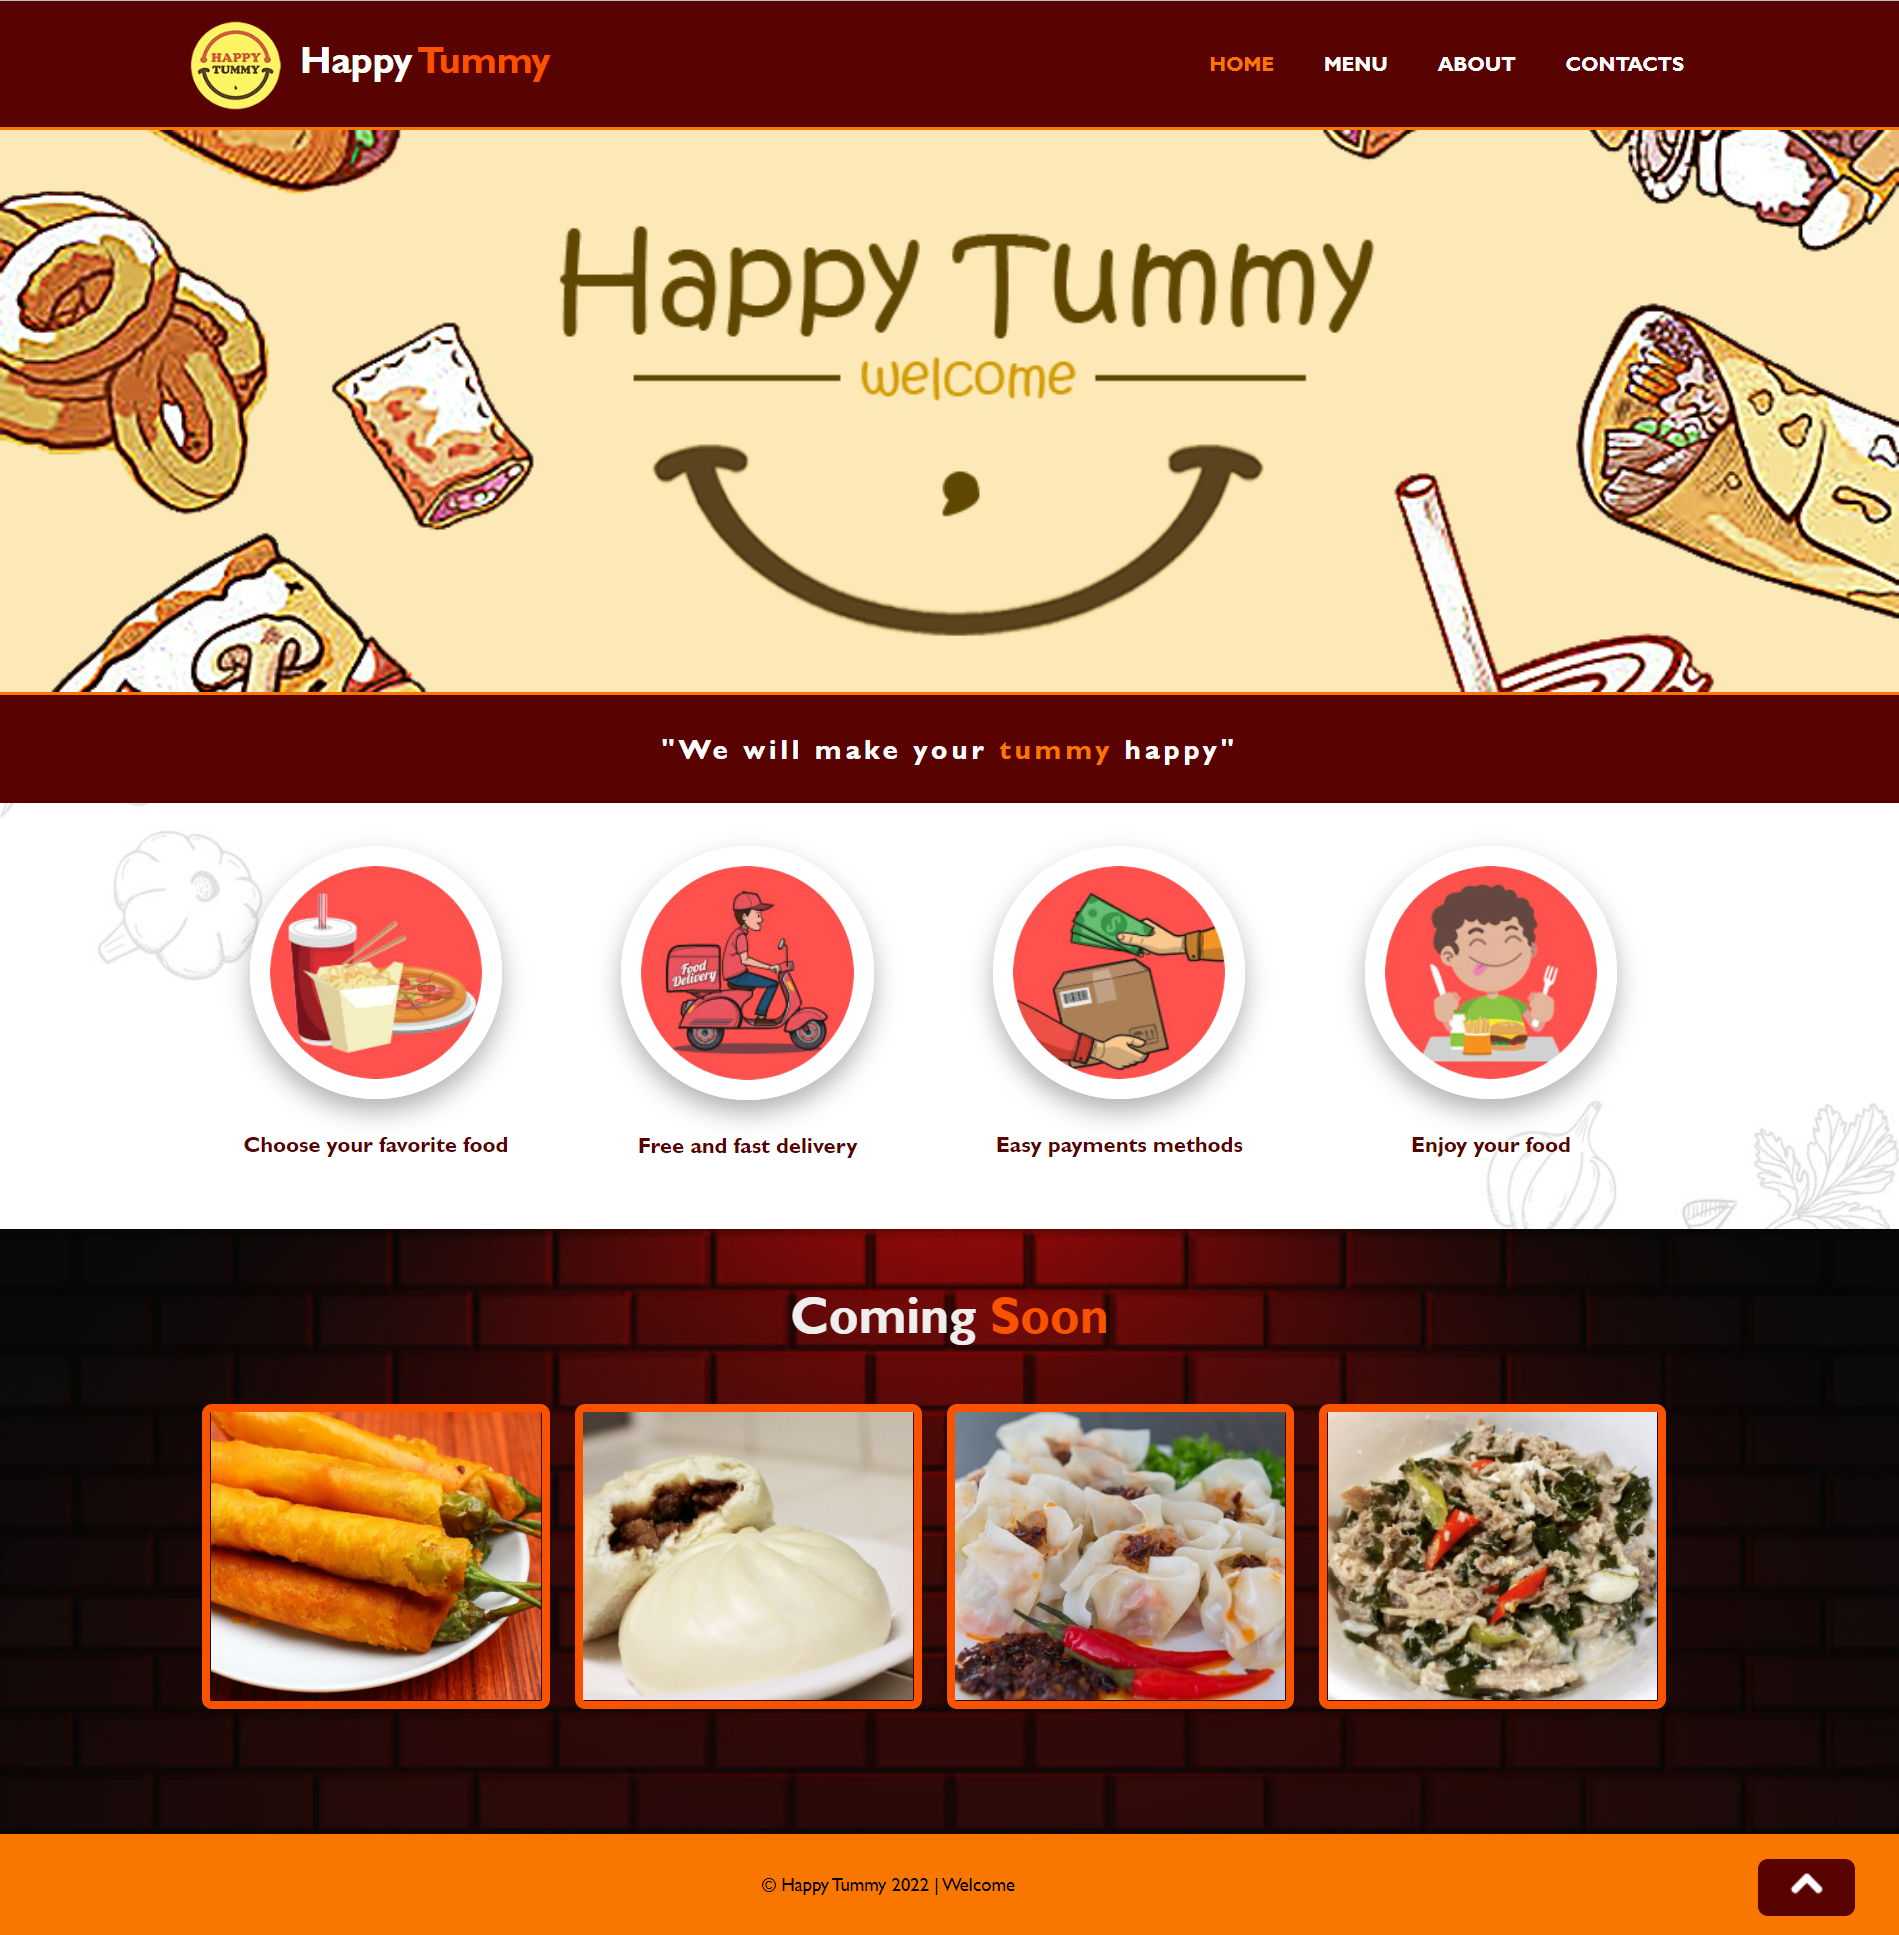 HAPPY
TUMMY
Happy Tummy
HOME MENU ABOUT CONTACTS
Happy Tummy
welcome
"We will make your tummy happy"
Food
Delivery
Choose your favorite food
Free and fast delivery
Easy payments methods
Enjoy your food
Coming Soon
© Happy Tummy 2022 | Welcome